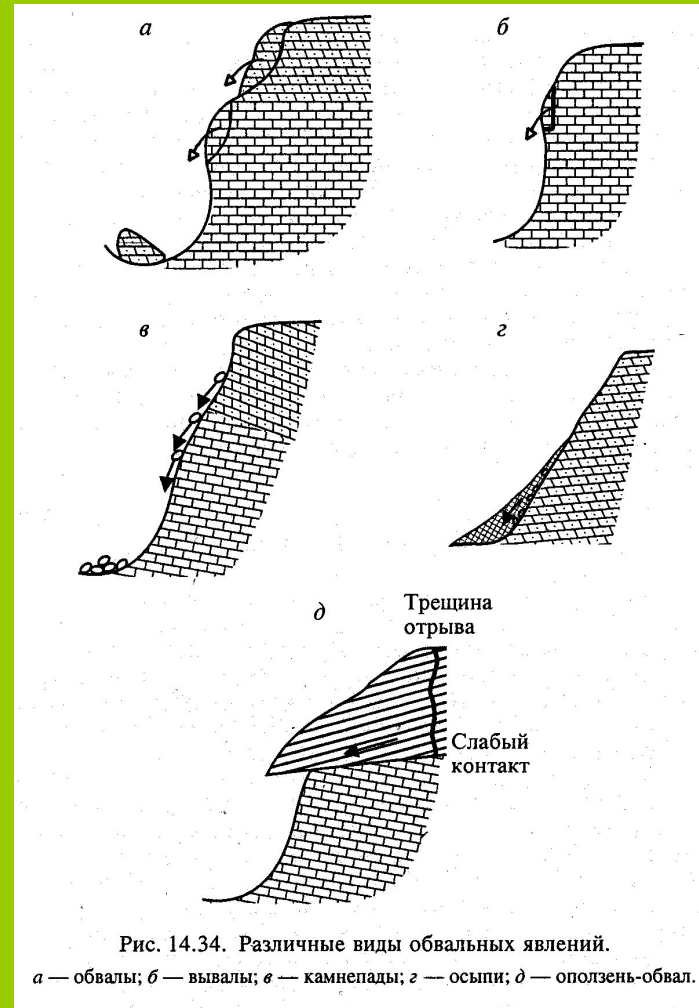 а
б
в
г
д
Трещина
отрыва
Слабый
контакт
Рис. 14.34. Различные виды обвальных явлений.
а — обвалы; б — вывалы; в — камнепады; г — осыпи; д — оползень-обвал.